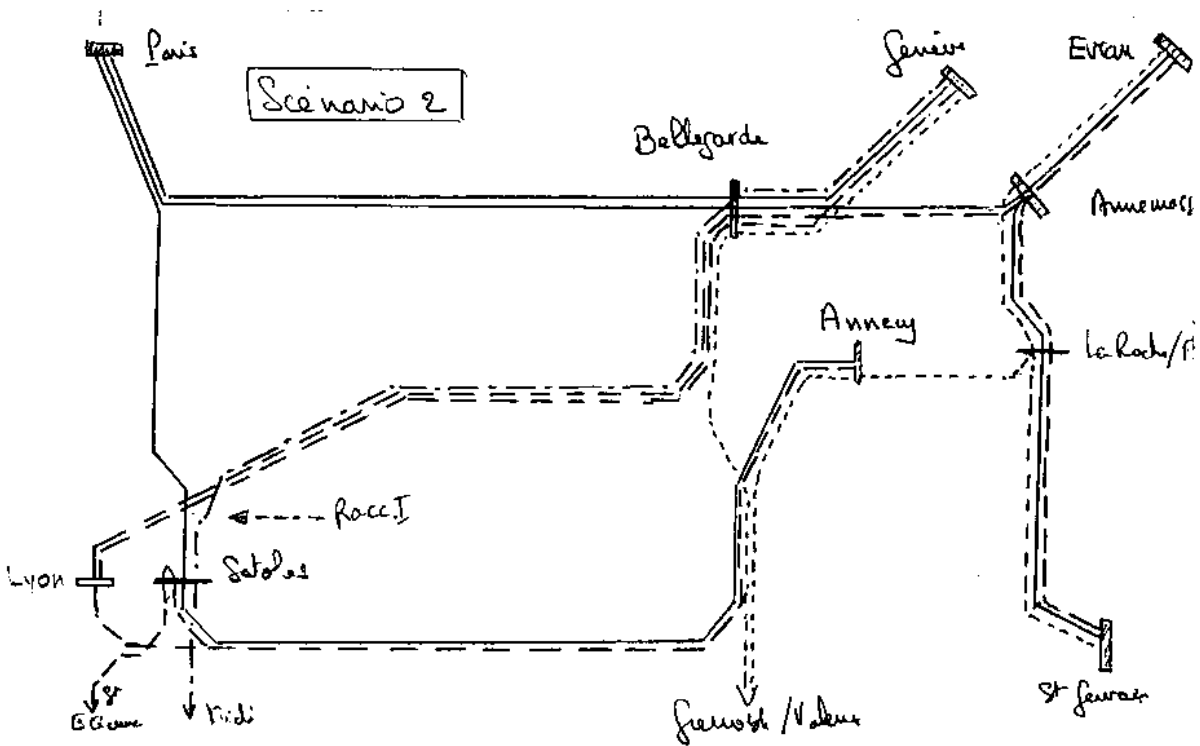 Paris
Genève
Evian
Scénario 2
Bellegarde
Annemass
Annecy
La Roche/
Racc.I
Lyon
Satolas
St
Etienne
Midi
Grenoble/Valence
St Gervais